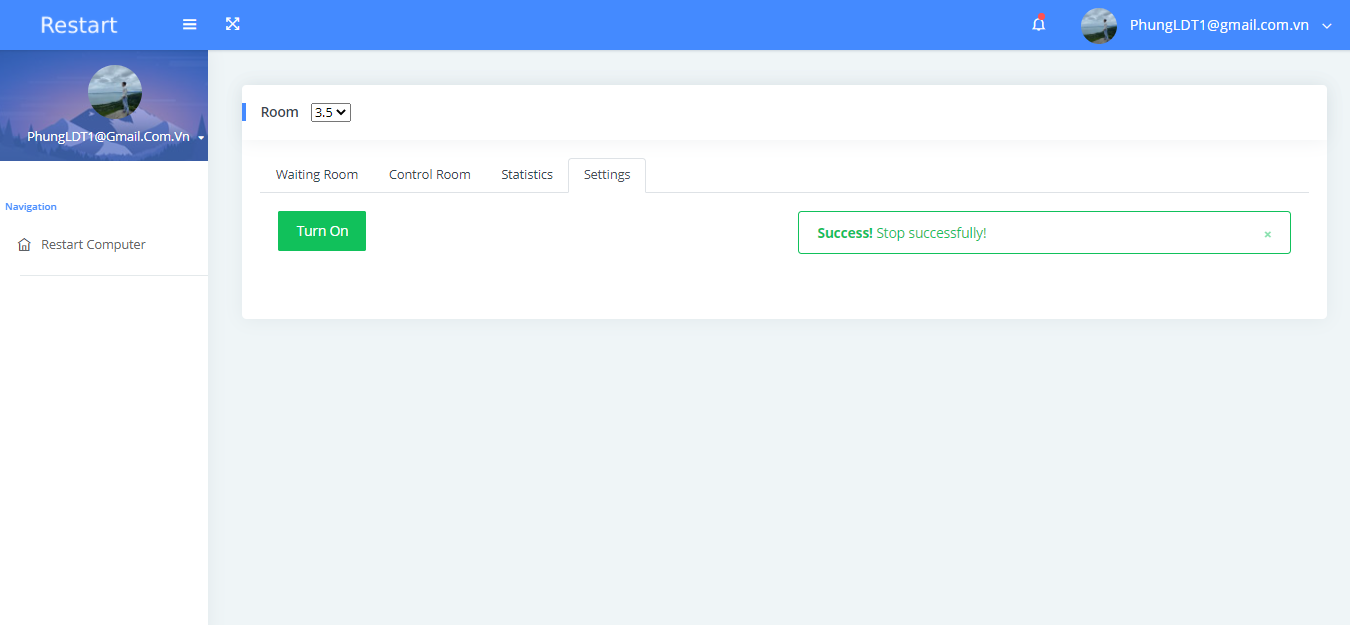 Restart
PhungLDT1@gmail.com.vn
PhungLDT1@Gmail.Com.Vn
Navigation
Restart Computer
Room 3.5
Waiting Room Control Room Statistics Settings
Turn On
Success! Stop successfully! ×